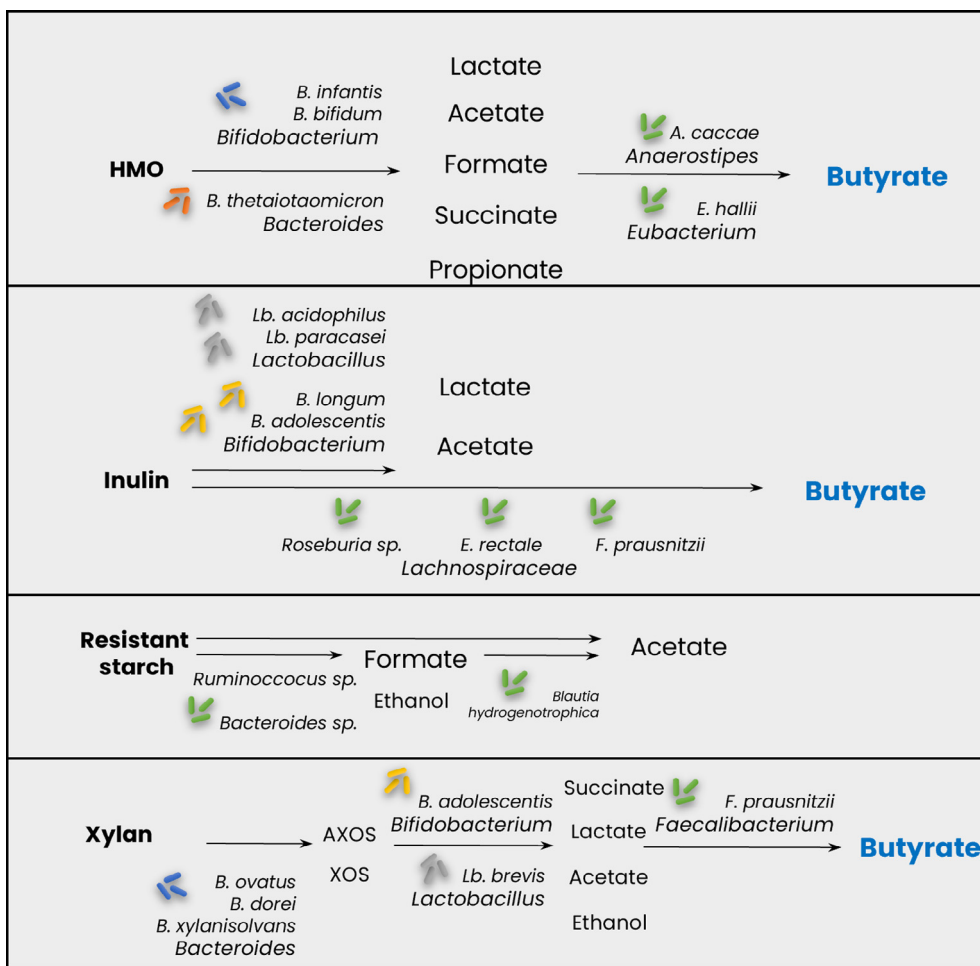 HMO
B. infantis
B. bifidum
Bifidobacterium
B. thetaiotaomicron
Bacteroides
Lactate
Acetate
Formate
Succinate
Propionate
A. caccae
Anaerostipes
E. hallii
Eubacterium
Butyrate
Inulin
Lb. acidophilus
Lb. paracasei
Lactobacillus
B. longum
B. adolescentis
Bifidobacterium
Lactate
Acetate
Roseburia sp.
E. rectale
F. prausnitzii
Lachnospiraceae
Butyrate
Resistant
starch
Ruminoccocus sp.
Bacteroides sp.
Formate
Ethanol
Blautia
hydrogenotrophica
Acetate
Xylan
B. ovatus
B. dorei
B. xylanisolvans
Bacteroides
AXOS
XOS
B. adolescentis
Bifidobacterium
Lb. brevis
Lactobacillus
Succinate
Lactate
Acetate
Ethanol
F. prausnitzii
Faecalibacterium
Butyrate